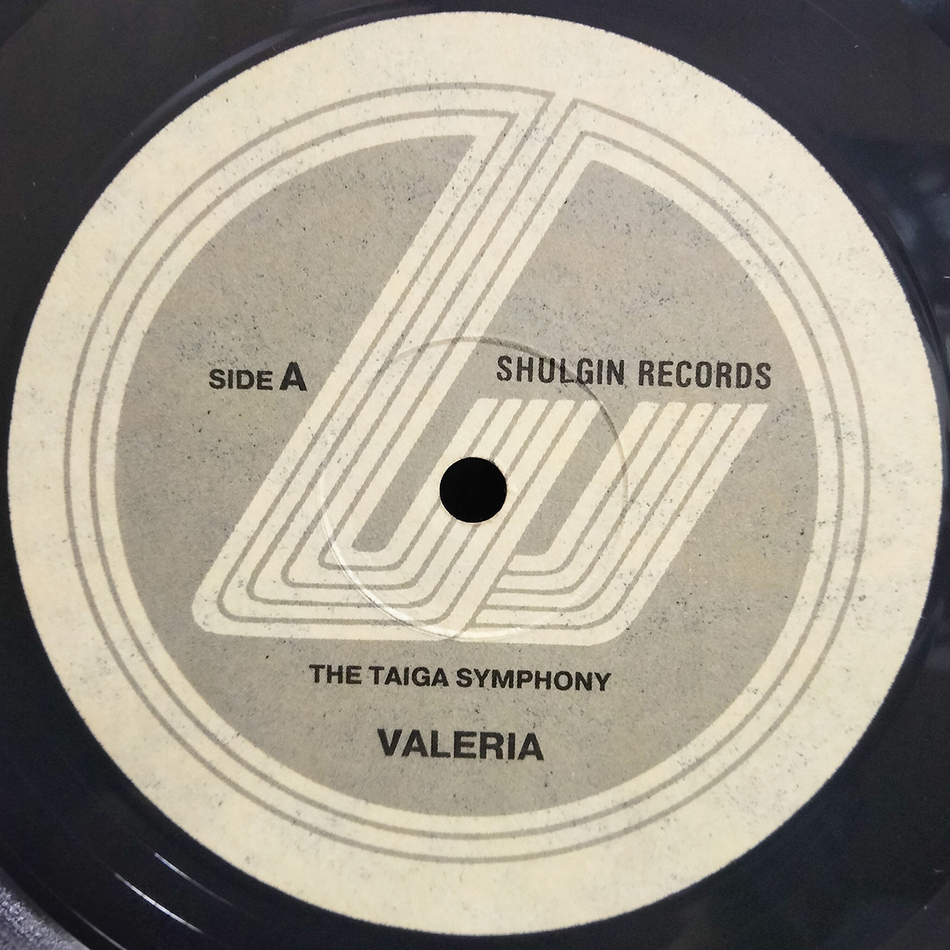 SIDE A
SHULGIN RECORDS
THE TAIGA SYMPHONY
VALERIA